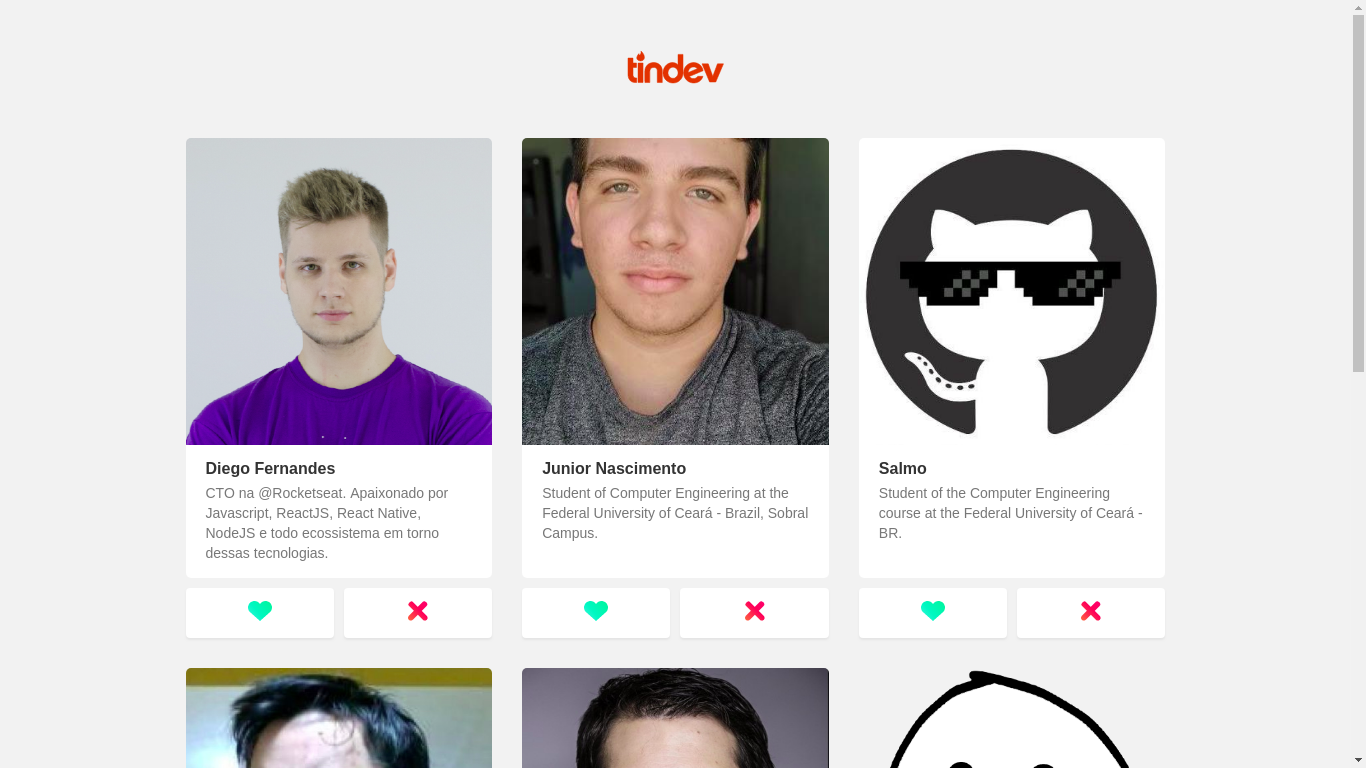 tindev
Diego Fernandes
CTO na @Rocketseat. Apaixonado por
Javascript, ReactJS, React Native,
NodeJS e todo ecossistema em torno
dessas tecnologias.
Junior Nascimento
Student of Computer Engineering at the
Federal University of Ceará - Brazil, Sobral
Campus.
Salmo
Student of the Computer Engineering
course at the Federal University of Ceará -
BR.